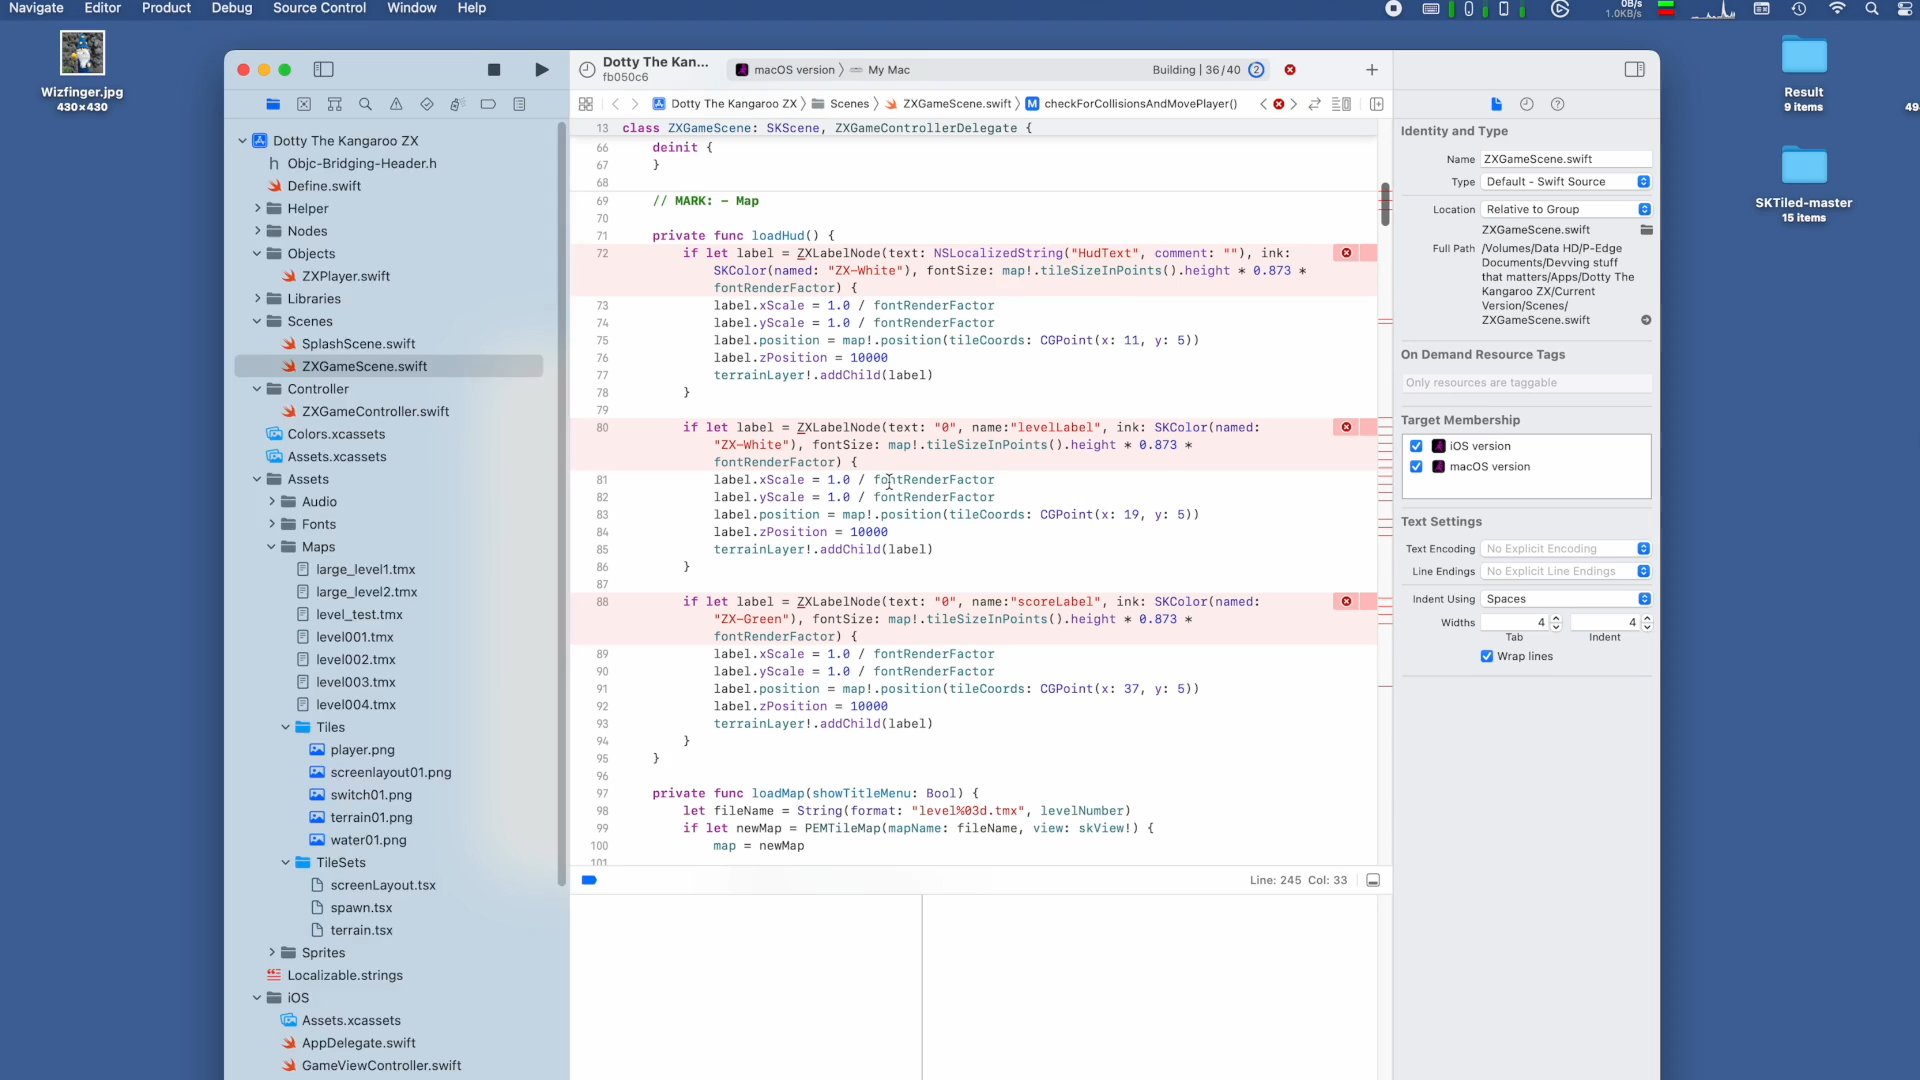 Navigate Editor Product Debug Source Control Window Help
0B/s
1.0KB/s
Wizfinger.jpg
430×430
Result
9 items
SKTiled-master
15 items
Dotty The Kan...
fb050c6
macOS version 〉 My Mac
Building | 36/40 2
Dotty The Kangaroo ZX 〉 Scenes 〉 ZXGameScene.swift 〉 M checkForCollisionsAndMovePlayer()
Dotty The Kangaroo ZX
h Objc-Bridging-Header.h
Define.swift
Helper
Nodes
Objects
ZXPlayer.swift
Libraries
Scenes
SplashScene.swift
ZXGameScene.swift
Controller
ZXGameController.swift
Colors.xcassets
Assets.xcassets
Assets
Audio
Fonts
Maps
large_level1.tmx
large_level2.tmx
level_test.tmx
level001.tmx
level002.tmx
level003.tmx
level004.tmx
Tiles
player.png
screenlayout01.png
switch01.png
terrain01.png
water01.png
TileSets
screenLayout.tsx
spawn.tsx
terrain.tsx
Sprites
Localizable.strings
iOS
Assets.xcassets
AppDelegate.swift
GameViewController.swift
13 class ZXGameScene: SKScene, ZXGameControllerDelegate {
66 deinit {
67 }
68
69 // MARK: - Map
70
71 private func loadHud() {
72 if let label = ZXLabelNode(text: NSLocalizedString("HudText", comment: ""), ink:
SKColor(named: "ZX-White"), fontSize: map!.tileSizeInPoints().height * 0.873 *
fontRenderFactor) {
73 label.xScale = 1.0 / fontRenderFactor
74 label.yScale = 1.0 / fontRenderFactor
75 label.position = map!.position(tileCoords: CGPoint(x: 11, y: 5))
76 label.zPosition = 10000
77 terrainLayer!.addChild(label)
78 }
79
80 if let label = ZXLabelNode(text: "0", name:"levelLabel", ink: SKColor(named:
"ZX-White"), fontSize: map!.tileSizeInPoints().height * 0.873 *
fontRenderFactor) {
81 label.xScale = 1.0 / fontRenderFactor
82 label.yScale = 1.0 / fontRenderFactor
83 label.position = map!.position(tileCoords: CGPoint(x: 19, y: 5))
84 label.zPosition = 10000
85 terrainLayer!.addChild(label)
86 }
87
88 if let label = ZXLabelNode(text: "0", name:"scoreLabel", ink: SKColor(named:
"ZX-Green"), fontSize: map!.tileSizeInPoints().height * 0.873 *
fontRenderFactor) {
89 label.xScale = 1.0 / fontRenderFactor
90 label.yScale = 1.0 / fontRenderFactor
91 label.position = map!.position(tileCoords: CGPoint(x: 37, y: 5))
92 label.zPosition = 10000
93 terrainLayer!.addChild(label)
94 }
95 }
96
97 private func loadMap(showTitleMenu: Bool) {
98 let fileName = String(format: "level%03d.tmx", levelNumber)
99 if let newMap = PEMTileMap(mapName: fileName, view: skView!) {
100 map = newMap
101
Line: 245 Col: 33
Identity and Type
Name ZXGameScene.swift
Type Default - Swift Source
Location Relative to Group
ZXGameScene.swift
Full Path /Volumes/Data HD/P-Edge
Documents/Devving stuff
that matters/Apps/Dotty The
Kangaroo ZX/Current
Version/Scenes/
ZXGameScene.swift
On Demand Resource Tags
Only resources are taggable
Target Membership
iOS version
macOS version
Text Settings
Text Encoding No Explicit Encoding
Line Endings No Explicit Line Endings
Indent Using Spaces
Widths 4 4
Tab Indent
Wrap lines